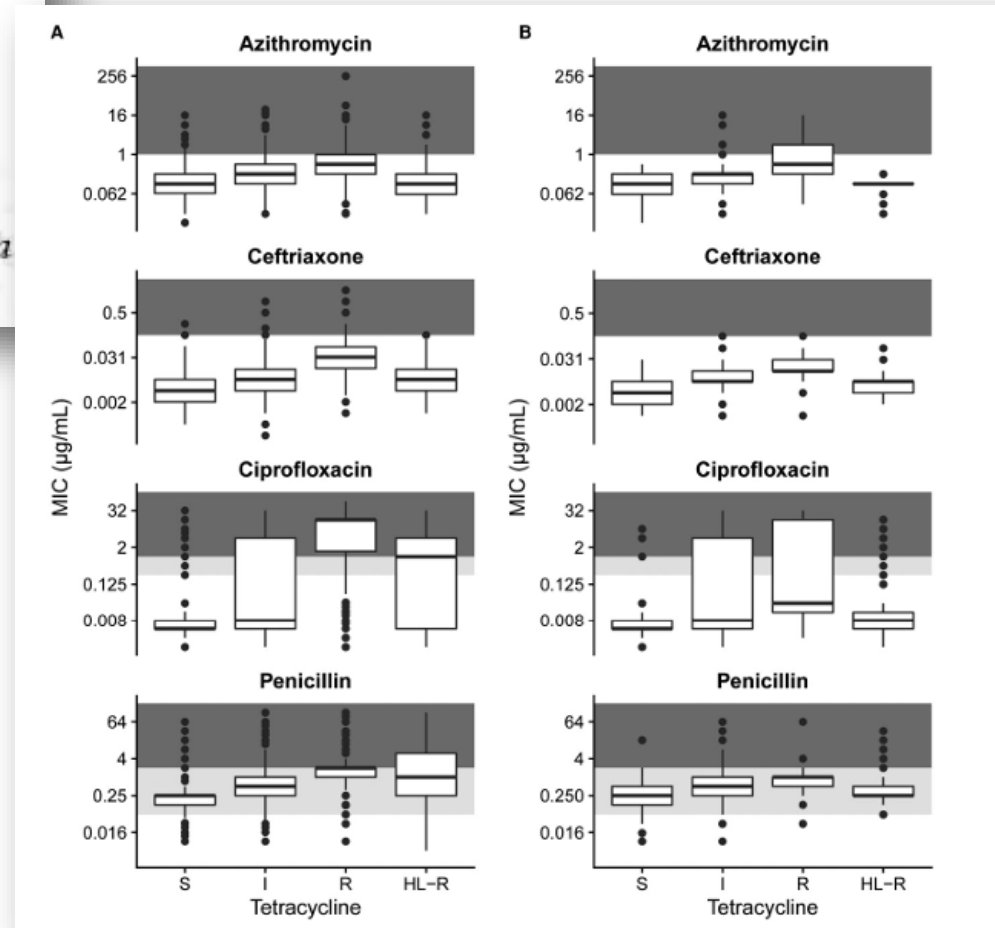 A
B
Azithromycin
256
16
1
0.062
Azithromycin
256
16
1
0.062
Ceftriaxone
0.5
0.031
0.002
Ceftriaxone
0.5
0.031
0.002
Ciprofloxacin
32
2
0.125
0.008
Ciprofloxacin
32
2
0.125
0.008
Penicillin
64
4
0.25
0.016
Penicillin
64
4
0.250
0.016
MIC (µg/mL)
MIC (µg/mL)
S I R HL−R
Tetracycline
S I R HL−R
Tetracycline